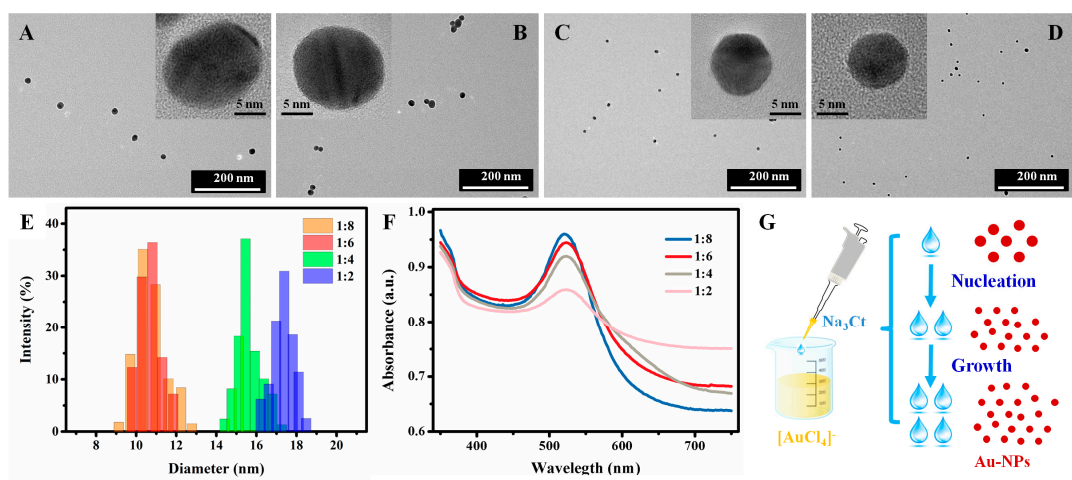 A
5 nm
200 nm
B
5 nm
200 nm
C
5 nm
200 nm
D
5 nm
200 nm
E
1:8
1:6
1:4
1:2
40
30
20
10
0
Intensity (%)
8 10 12 14 16 18 20
Diameter (nm)
F
1:8
1:6
1:4
1:2
1.0
0.9
0.8
0.7
0.6
Absorbance (a.u.)
400 500 600 700
Wavelegth (nm)
G
Na₃Ct
[AuCl₄]⁻
Nucleation
Growth
Au-NPs